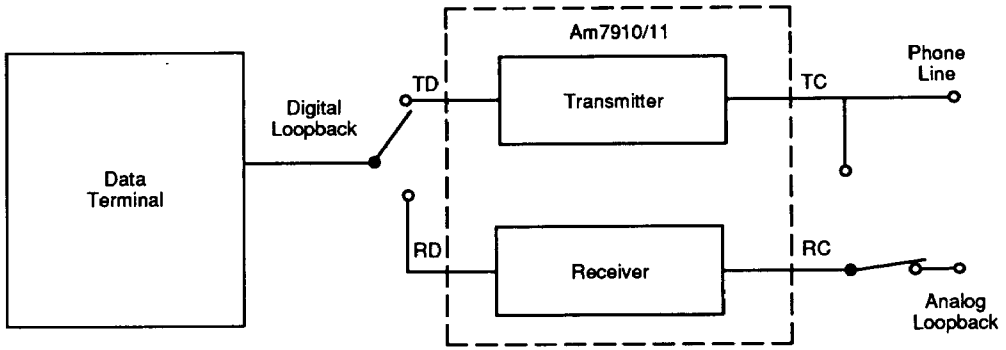 Am7910/11
Phone
Line
TD
Transmitter
TC
Digital
Loopback
Data
Terminal
RD
Receiver
RC
Analog
Loopback